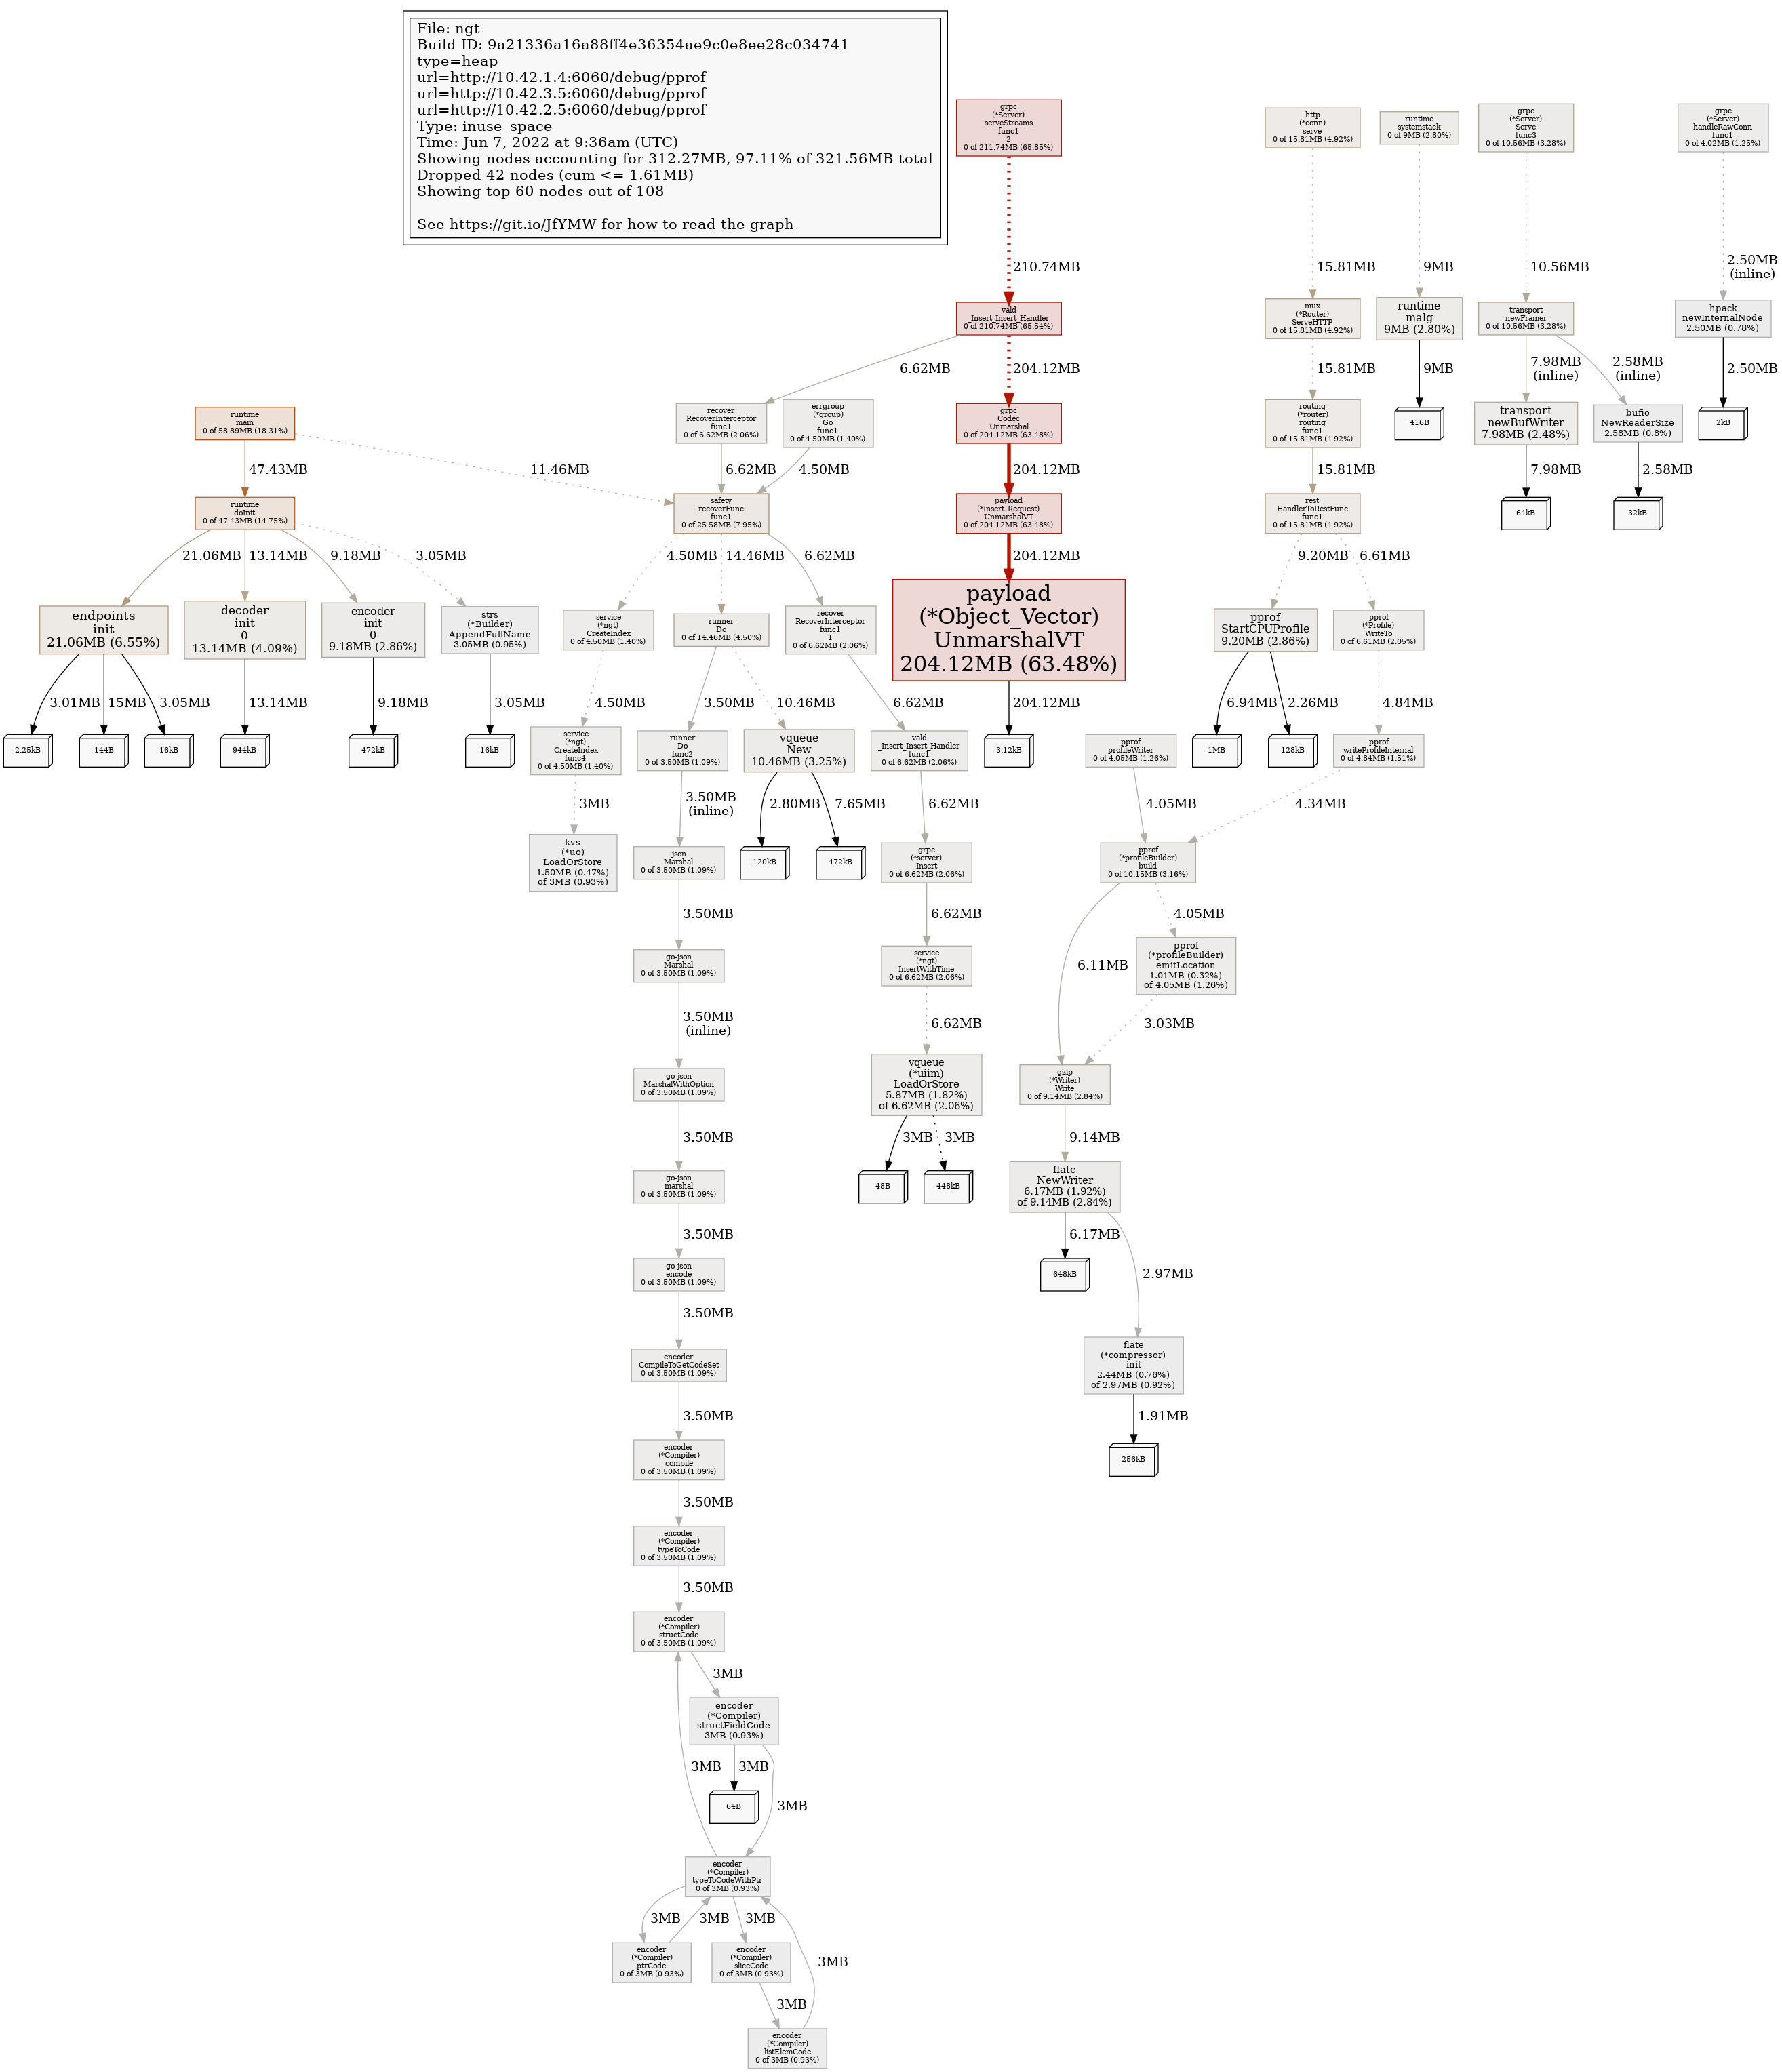 File: ngt
Build ID: 9a21336a16a88ff4e36354ae9c0e8ee28c034741
type=heap
url=http://10.42.1.4:6060/debug/pprof
url=http://10.42.3.5:6060/debug/pprof
url=http://10.42.2.5:6060/debug/pprof
Type: inuse_space
Time: Jun 7, 2022 at 9:36am (UTC)
Showing nodes accounting for 312.27MB, 97.11% of 321.56MB total
Dropped 42 nodes (cum <= 1.61MB)
Showing top 60 nodes out of 108
See https://git.io/JfYMW for how to read the graph
grpc
(*Server)
serveStreams
func1
2
0 of 211.74MB (65.85%)
http
(*conn)
serve
0 of 15.81MB (4.92%)
runtime
systemstack
0 of 9MB (2.80%)
grpc
(*Server)
Serve
func3
0 of 10.56MB (3.28%)
grpc
(*Server)
handleRawConn
func1
0 of 4.02MB (1.25%)
210.74MB
15.81MB
9MB
10.56MB
2.50MB
(inline)
vald
_Insert_Insert_Handler
0 of 210.74MB (65.54%)
mux
(*Router)
ServeHTTP
0 of 15.81MB (4.92%)
runtime
malg
9MB (2.80%)
transport
newFramer
0 of 10.56MB (3.28%)
hpack
newInternalNode
2.50MB (0.78%)
6.62MB
204.12MB
15.81MB
9MB
7.98MB
(inline)
2.58MB
(inline)
2.50MB
runtime
main
0 of 58.89MB (18.31%)
recover
RecoverInterceptor
func1
0 of 6.62MB (2.06%)
errgroup
(*group)
Go
func1
0 of 4.50MB (1.40%)
grpc
Codec
Unmarshal
0 of 204.12MB (63.48%)
routing
(*router)
routing
func1
0 of 15.81MB (4.92%)
416B
transport
newBufWriter
7.98MB (2.48%)
bufio
NewReaderSize
2.58MB (0.8%)
2kB
47.43MB
11.46MB
6.62MB
4.50MB
204.12MB
15.81MB
7.98MB
2.58MB
runtime
doInit
0 of 47.43MB (14.75%)
safety
recoverFunc
func1
0 of 25.58MB (7.95%)
payload
(*Insert_Request)
UnmarshalVT
0 of 204.12MB (63.48%)
rest
HandlerToRestFunc
func1
0 of 15.81MB (4.92%)
64kB
32kB
21.06MB
13.14MB
9.18MB
3.05MB
4.50MB
14.46MB
6.62MB
204.12MB
9.20MB
6.61MB
endpoints
init
21.06MB (6.55%)
decoder
init
0
13.14MB (4.09%)
encoder
init
0
9.18MB (2.86%)
strs
(*Builder)
AppendFullName
3.05MB (0.95%)
service
(*ngt)
CreateIndex
0 of 4.50MB (1.40%)
runner
Do
0 of 14.46MB (4.50%)
recover
RecoverInterceptor
func1
1
0 of 6.62MB (2.06%)
payload
(*Object_Vector)
UnmarshalVT
204.12MB (63.48%)
pprof
StartCPUProfile
9.20MB (2.86%)
pprof
(*Profile)
WriteTo
0 of 6.61MB (2.05%)
3.01MB
15MB
3.05MB
13.14MB
9.18MB
3.05MB
4.50MB
3.50MB
10.46MB
6.62MB
204.12MB
6.94MB
2.26MB
4.84MB
2.25kB
144B
16kB
944kB
472kB
16kB
service
(*ngt)
CreateIndex
func4
0 of 4.50MB (1.40%)
runner
Do
func2
0 of 3.50MB (1.09%)
vqueue
New
10.46MB (3.25%)
vald
_Insert_Insert_Handler
func1
0 of 6.62MB (2.06%)
3.12kB
pprof
profileWriter
0 of 4.05MB (1.26%)
1MB
128kB
pprof
writeProfileInternal
0 of 4.84MB (1.51%)
3MB
3.50MB
(inline)
2.80MB
7.65MB
6.62MB
4.05MB
4.34MB
kvs
(*uo)
LoadOrStore
1.50MB (0.47%)
of 3MB (0.93%)
json
Marshal
0 of 3.50MB (1.09%)
120kB
472kB
grpc
(*server)
Insert
0 of 6.62MB (2.06%)
pprof
(*profileBuilder)
build
0 of 10.15MB (3.16%)
3.50MB
6.62MB
6.11MB
4.05MB
go-json
Marshal
0 of 3.50MB (1.09%)
service
(*ngt)
InsertWithTime
0 of 6.62MB (2.06%)
pprof
(*profileBuilder)
emitLocation
1.01MB (0.32%)
of 4.05MB (1.26%)
3.50MB
(inline)
6.62MB
3.03MB
go-json
MarshalWithOption
0 of 3.50MB (1.09%)
vqueue
(*uiim)
LoadOrStore
5.87MB (1.82%)
of 6.62MB (2.06%)
gzip
(*Writer)
Write
0 of 9.14MB (2.84%)
3.50MB
3MB
3MB
9.14MB
go-json
marshal
0 of 3.50MB (1.09%)
48B
448kB
flate
NewWriter
6.17MB (1.92%)
of 9.14MB (2.84%)
3.50MB
6.17MB
2.97MB
go-json
encode
0 of 3.50MB (1.09%)
648kB
3.50MB
encoder
CompileToGetCodeSet
0 of 3.50MB (1.09%)
flate
(*compressor)
init
2.44MB (0.76%)
of 2.97MB (0.92%)
3.50MB
1.91MB
encoder
(*Compiler)
compile
0 of 3.50MB (1.09%)
256kB
3.50MB
encoder
(*Compiler)
typeToCode
0 of 3.50MB (1.09%)
3.50MB
encoder
(*Compiler)
structCode
0 of 3.50MB (1.09%)
3MB
encoder
(*Compiler)
structFieldCode
3MB (0.93%)
3MB
3MB
3MB
64B
encoder
(*Compiler)
typeToCodeWithPtr
0 of 3MB (0.93%)
3MB
3MB
3MB
3MB
encoder
(*Compiler)
ptrCode
0 of 3MB (0.93%)
encoder
(*Compiler)
sliceCode
0 of 3MB (0.93%)
3MB
encoder
(*Compiler)
listElemCode
0 of 3MB (0.93%)